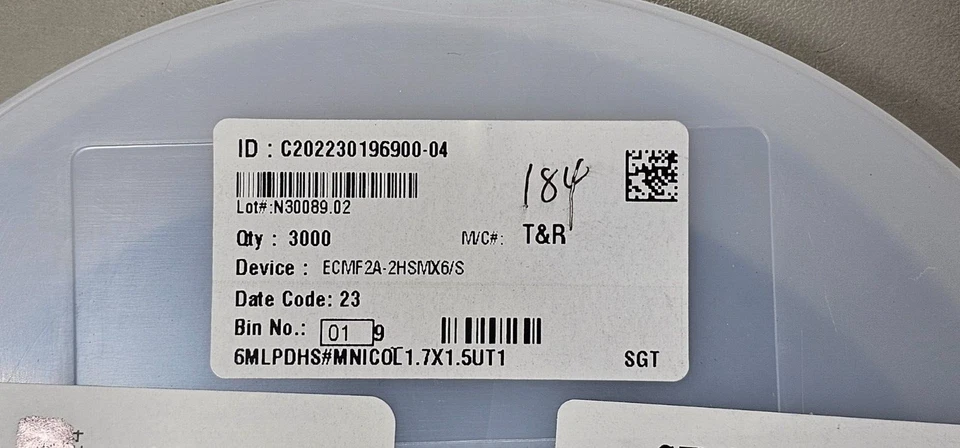 ID : C202230196900-04
184
Lot#:N30089.02
Qty : 3000
M/C#: T&R
Device : ECMF2A-2HSMX6/S
Date Code: 23
Bin No.: 01 9
6MLPDHS#MNICOL1.7X1.5UT1
SGT